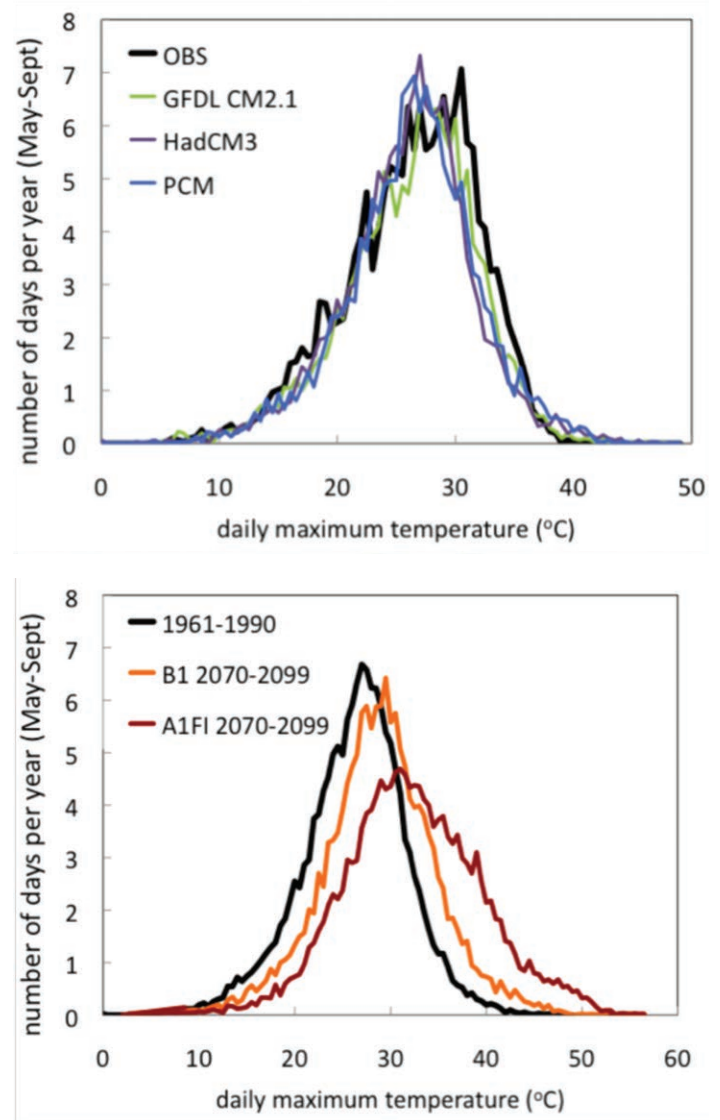 number of days per year (May-Sept)
8
7
6
5
4
3
2
1
0
OBS
GFDL CM2.1
HadCM3
PCM
0 10 20 30 40 50
daily maximum temperature (ᵒC)
number of days per year (May-Sept)
8
7
6
5
4
3
2
1
0
1961-1990
B1 2070-2099
A1FI 2070-2099
0 10 20 30 40 50 60
daily maximum temperature (ᵒC)